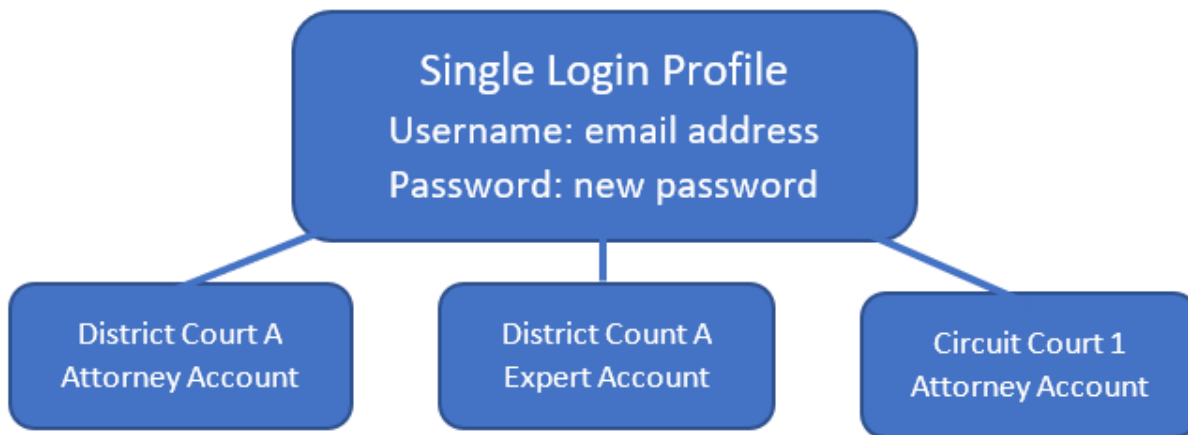 Single Login Profile
Username: email address
Password: new password
District Court A
Attorney Account
District Count A
Expert Account
Circuit Court 1
Attorney Account